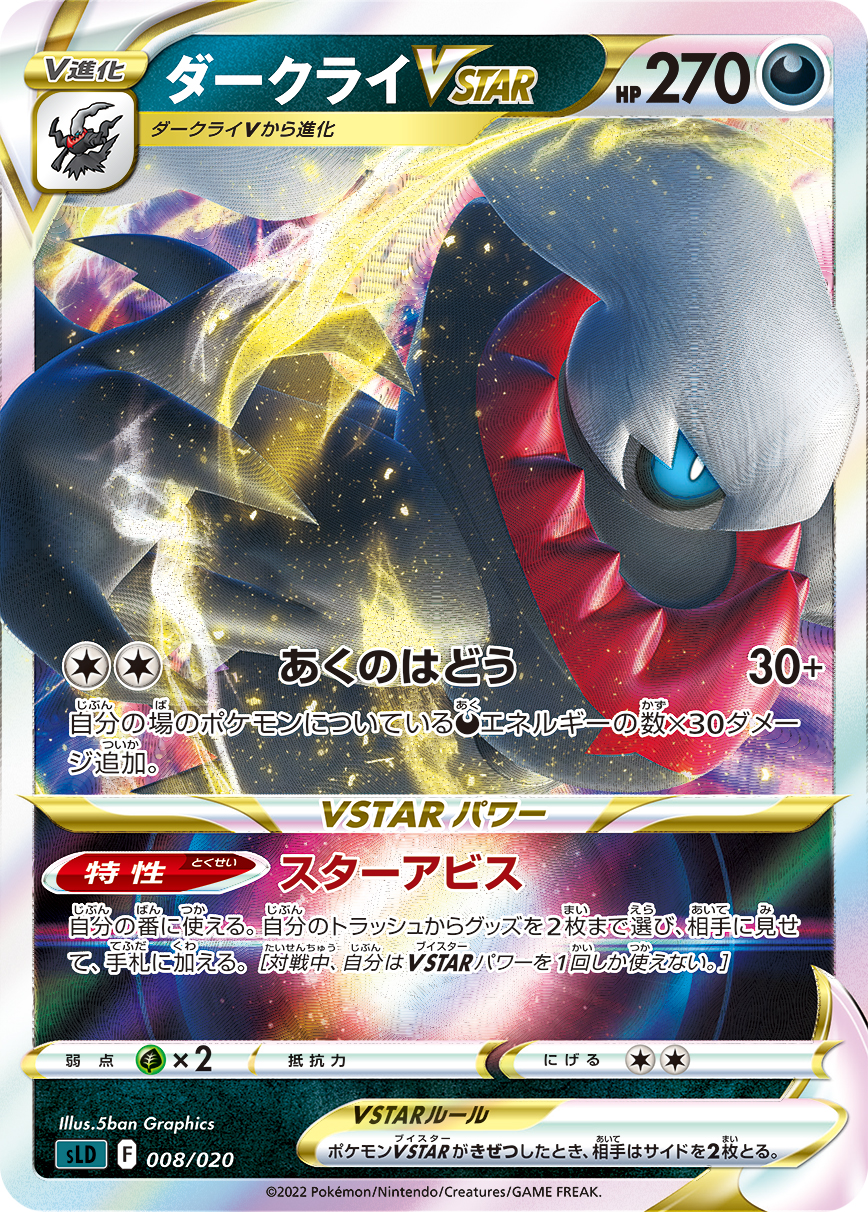 V進化
ダークライVSTAR
HP270
ダークライVから進化
あくのはどう 30+
自分の場のポケモンについているエネルギーの数×30ダメー
ジ追加。
VSTARパワー
特性 スターアビス
自分の番に使える。自分のトラッシュからグッズを2枚まで選び、相手に見せ
て、手札に加える。[対戦中、自分はVSTARパワーを1回しか使えない。]
弱点 ×2 抵抗力 にげる
Illus.5ban Graphics
VSTARルール
ポケモンVSTARがきぜつしたとき、相手はサイドを2枚とる。
sLD F 008/020
©2022 Pokémon/Nintendo/Creatures/GAME FREAK.